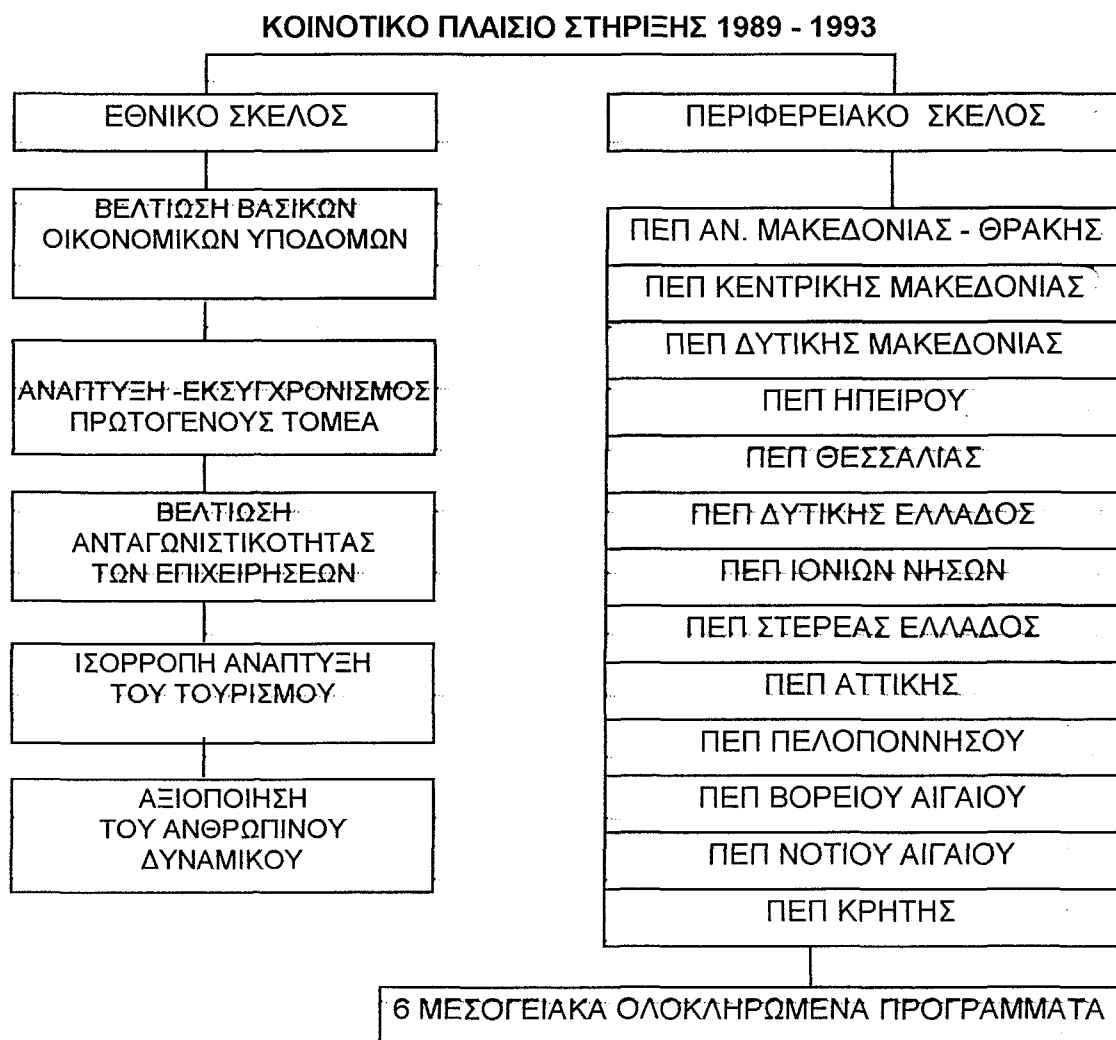 ΚΟΙΝΟΤΙΚΟ ΠΛΑΙΣΙΟ ΣΤΗΡΙΞΗΣ 1989 - 1993
ΕΘΝΙΚΟ ΣΚΕΛΟΣ
ΒΕΛΤΙΩΣΗ ΒΑΣΙΚΩΝ
ΟΙΚΟΝΟΜΙΚΩΝ ΥΠΟΔΟΜΩΝ
ΑΝΑΠΤΥΞΗ -ΕΚΣΥΓΧΡΟΝΙΣΜΟΣ
ΠΡΩΤΟΓΕΝΟΥΣ ΤΟΜΕΑ
ΒΕΛΤΙΩΣΗ
ΑΝΤΑΓΩΝΙΣΤΙΚΟΤΗΤΑΣ
ΤΩΝ ΕΠΙΧΕΙΡΗΣΕΩΝ
ΙΣΟΡΡΟΠΗ ΑΝΑΠΤΥΞΗ
ΤΟΥ ΤΟΥΡΙΣΜΟΥ
ΑΞΙΟΠΟΙΗΣΗ
ΤΟΥ ΑΝΘΡΩΠΙΝΟΥ
ΔΥΝΑΜΙΚΟΥ
ΠΕΡΙΦΕΡΕΙΑΚΟ ΣΚΕΛΟΣ
ΠΕΠ ΑΝ. ΜΑΚΕΔΟΝΙΑΣ - ΘΡΑΚΗΣ
ΠΕΠ ΚΕΝΤΡΙΚΗΣ ΜΑΚΕΔΟΝΙΑΣ
ΠΕΠ ΔΥΤΙΚΗΣ ΜΑΚΕΔΟΝΙΑΣ
ΠΕΠ ΗΠΕΙΡΟΥ
ΠΕΠ ΘΕΣΣΑΛΙΑΣ
ΠΕΠ ΔΥΤΙΚΗΣ ΕΛΛΑΔΟΣ
ΠΕΠ ΙΟΝΙΩΝ ΝΗΣΩΝ
ΠΕΠ ΣΤΕΡΕΑΣ ΕΛΛΑΔΟΣ
ΠΕΠ ΑΤΤΙΚΗΣ
ΠΕΠ ΠΕΛΟΠΟΝΝΗΣΟΥ
ΠΕΠ ΒΟΡΕΙΟΥ ΑΙΓΑΙΟΥ
ΠΕΠ ΝΟΤΙΟΥ ΑΙΓΑΙΟΥ
ΠΕΠ ΚΡΗΤΗΣ
6 ΜΕΣΟΓΕΙΑΚΑ ΟΛΟΚΛΗΡΩΜΕΝΑ ΠΡΟΓΡΑΜΜΑΤΑ